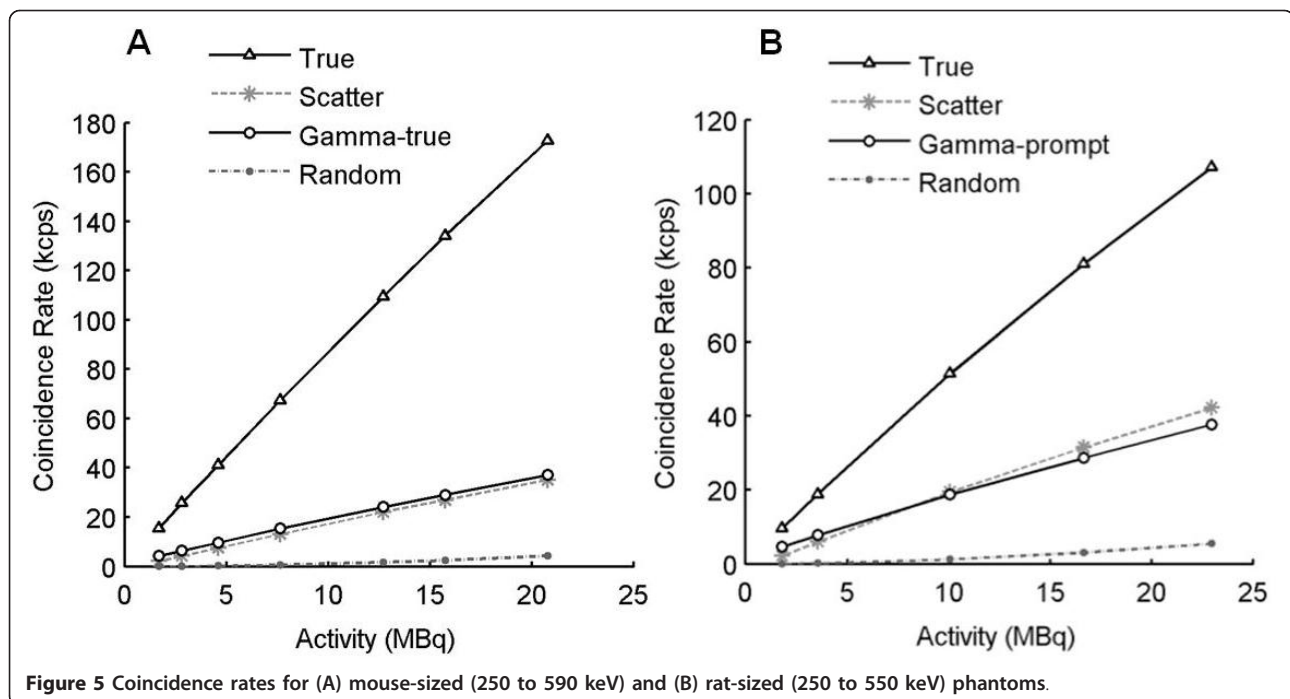 A
True
Scatter
Gamma-true
Random
180
160
140
120
100
80
60
40
20
0
Coincidence Rate (kcps)
0 5 10 15 20 25
Activity (MBq)
B
True
Scatter
Gamma-prompt
Random
120
100
80
60
40
20
0
Coincidence Rate (kcps)
0 5 10 15 20 25
Activity (MBq)
Figure 5 Coincidence rates for (A) mouse-sized (250 to 590 keV) and (B) rat-sized (250 to 550 keV) phantoms.